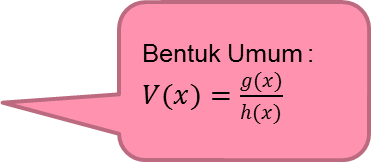 Bentuk Umum :
V(x) = g(x)/h(x)